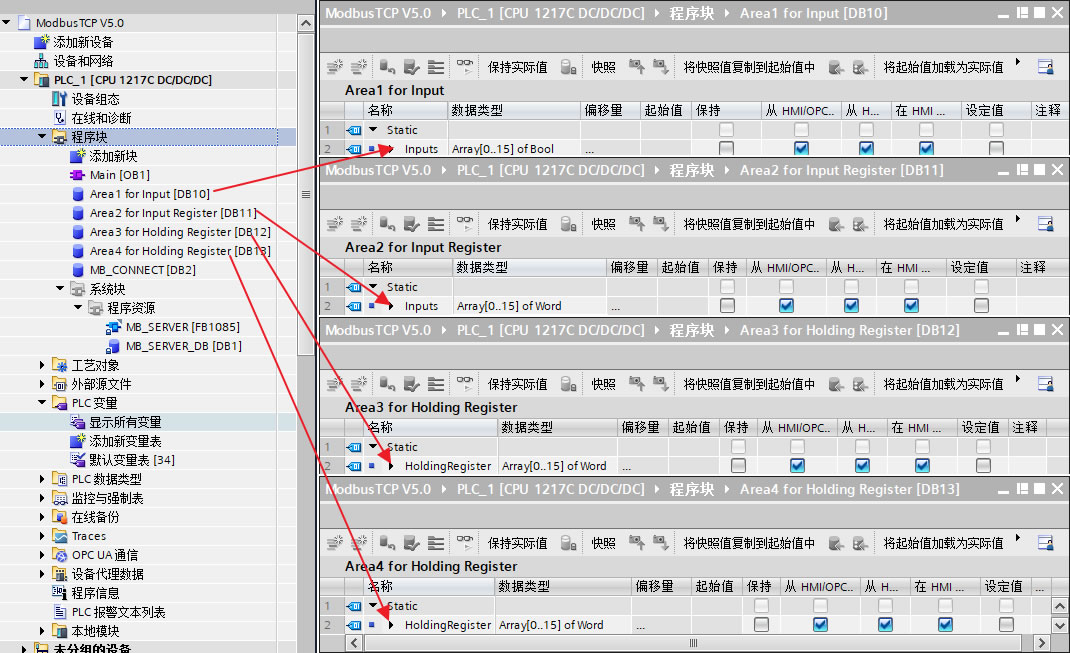 ModbusTCP V5.0
添加新设备
设备和网络
PLC_1 [CPU 1217C DC/DC/DC]
设备组态
在线和诊断
程序块
添加新块
Main [OB1]
Area1 for Input [DB10]
Area2 for Input Register [DB11]
Area3 for Holding Register [DB12]
Area4 for Holding Register [DB13]
MB_CONNECT [DB2]
系统块
程序资源
MB_SERVER [FB1085]
MB_SERVER_DB [DB1]
工艺对象
外部源文件
PLC 变量
显示所有变量
添加新变量表
默认变量表 [34]
PLC 数据类型
监控与强制表
在线备份
Traces
OPC UA 通信
设备代理数据
程序信息
PLC 报警文本列表
本地模块
未分组的设备
ModbusTCP V5.0 PLC_1 [CPU 1217C DC/DC/DC] 程序块 Area1 for Input [DB10]
保持实际值 快照 将快照值复制到起始值中 将起始值加载为实际值
Area1 for Input
名称 数据类型 偏移量 起始值 保持 从 HMI/OPC.. 从 H... 在 HMI ... 设定值 注释
1 Static
2 Inputs Array[0..15] of Bool ...
ModbusTCP V5.0 PLC_1 [CPU 1217C DC/DC/DC] 程序块 Area2 for Input Register [DB11]
保持实际值 快照 将快照值复制到起始值中 将起始值加载为实际值
Area2 for Input Register
名称 数据类型 偏移量 起始值 保持 从 HMI/OPC.. 从 H... 在 HMI ... 设定值 注释
1 Static
2 Inputs Array[0..15] of Word ...
ModbusTCP V5.0 PLC_1 [CPU 1217C DC/DC/DC] 程序块 Area3 for Holding Register [DB12]
保持实际值 快照 将快照值复制到起始值中 将起始值加载为实际值
Area3 for Holding Register
名称 数据类型 偏移量 起始值 保持 从 HMI/OPC.. 从 H... 在 HMI ... 设定值 注释
1 Static
2 HoldingRegister Array[0..15] of Word ...
ModbusTCP V5.0 PLC_1 [CPU 1217C DC/DC/DC] 程序块 Area4 for Holding Register [DB13]
保持实际值 快照 将快照值复制到起始值中 将起始值加载为实际值
Area4 for Holding Register
名称 数据类型 偏移量 起始值 保持 从 HMI/OPC.. 从 H... 在 HMI ... 设定值 ...
1 Static
2 HoldingRegister Array[0..15] of Word ...